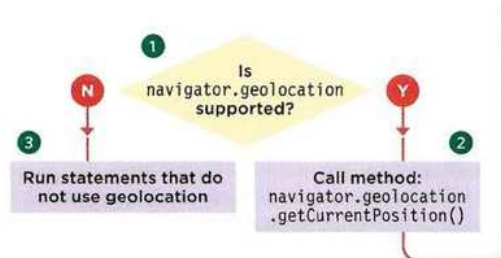 1
Is
navigator.geolocation
supported?
N
Y
3
2
Run statements that do
not use geolocation
Call method:
navigator.geolocation
.getCurrentPosition()